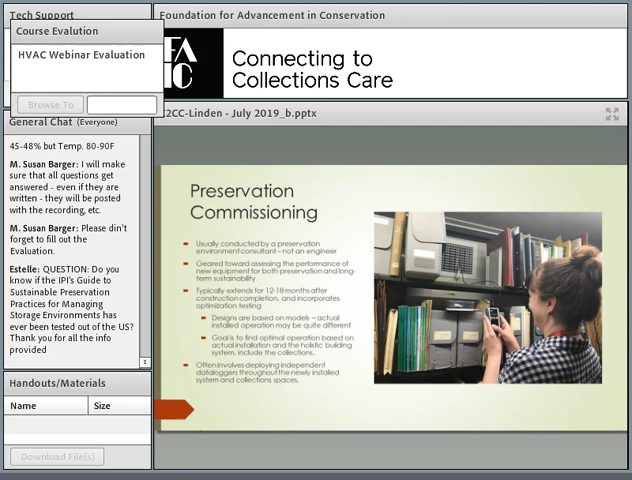 Tech Support
Course Evalution
HVAC Webinar Evaluation
Browse To
General Chat (Everyone)
45-48% but Temp. 80-90F
M. Susan Barger: I will make
sure that all questions get
answered - even if they are
written - they will be posted
with the recording, etc.
M. Susan Barger: Please din't
forget to fill out the
Evaluation.
Estelle: QUESTION: Do you
know if the IPI's Guide to
Sustainable Preservation
Practices for Managing
Storage Environments has
ever been tested out of the US?
Thank you for all the info
provided
Handouts/Materials
Name Size
Download File(s)
Foundation for Advancement in Conservation
Connecting to
Collections Care
2CC-Linden - July 2019_b.pptx
Preservation
Commissioning
Usually conducted by a preservation
environment consultant – not an engineer
Geared toward assessing the performance of
new equipment for both preservation and long-
term sustainability
Typically extends for 12-18 months after
construction completion, and incorporates
optimization testing
Designs are based on models – actual
installed operation may be quite different
Goal is to find optimal operation based on
actual installation and the holistic building
system, include the collections.
Often involves deploying independent
dataloggers throughout the newly installed
system and collections spaces.